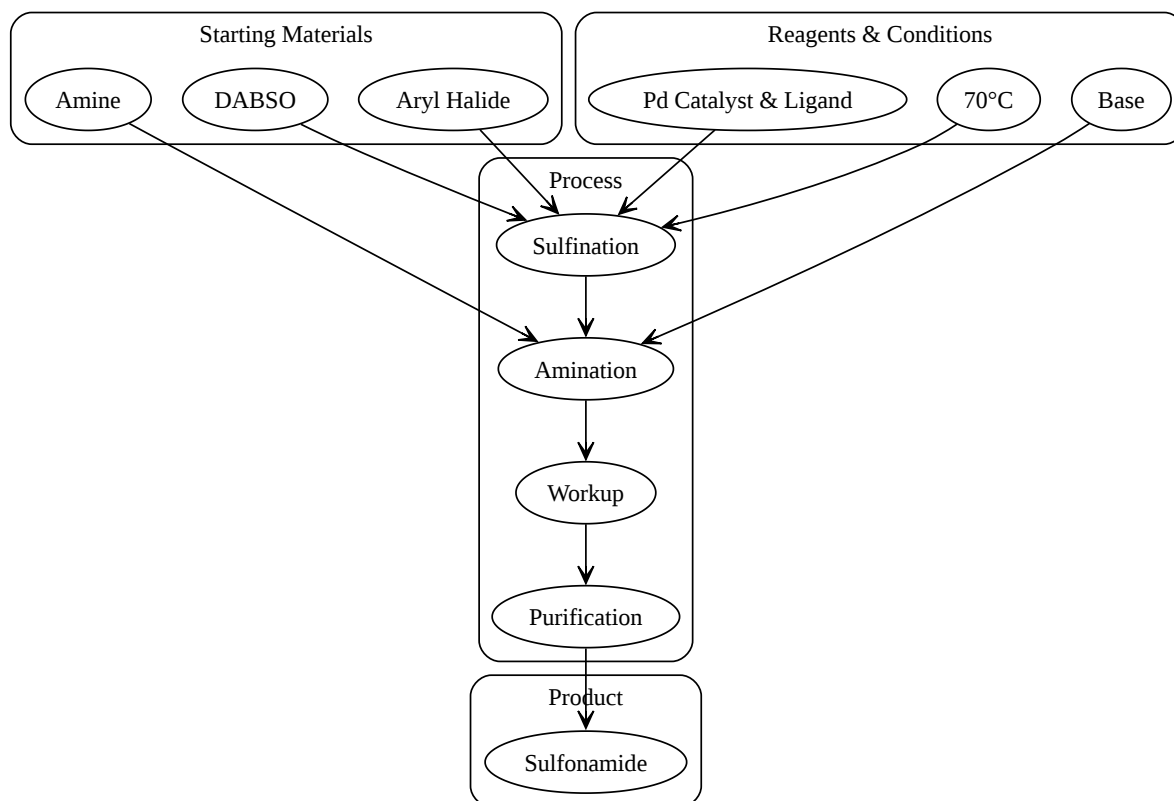 Starting Materials
Reagents & Conditions
Amine
DABSO
Aryl Halide
Pd Catalyst & Ligand
70°C
Base
Process
Sulfination
Amination
Workup
Purification
Product
Sulfonamide